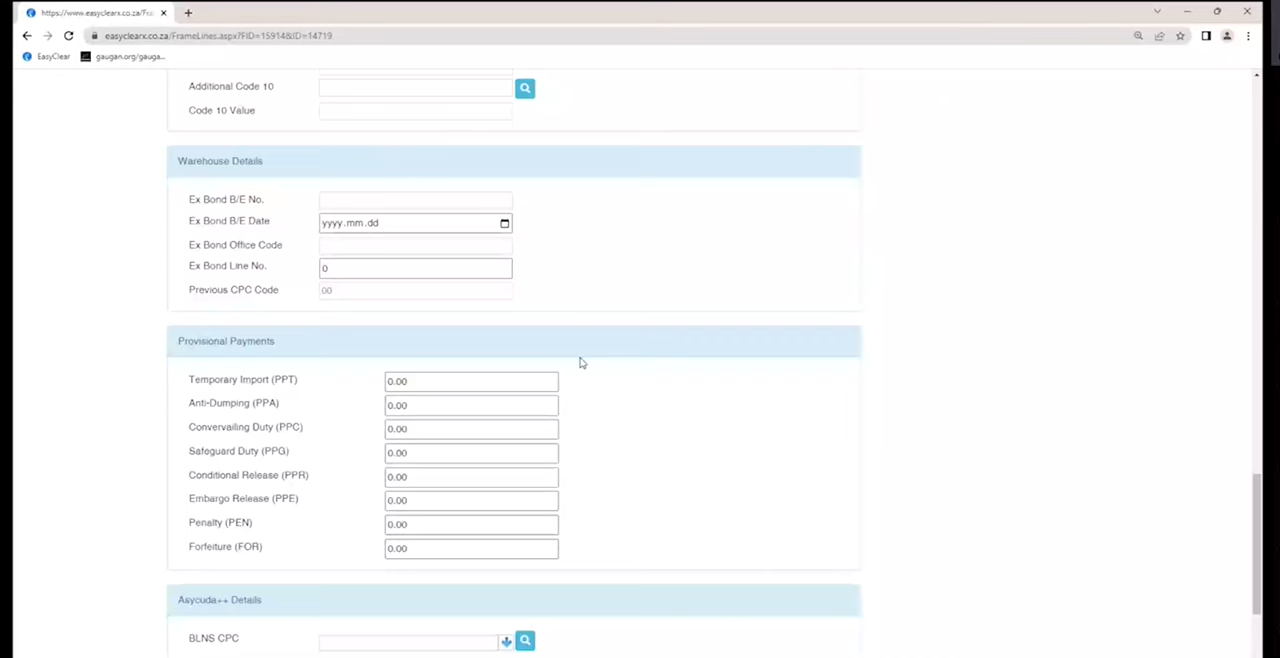 https://www.easyclearx.co.za/Fra
easyclearx.co.za/FrameLines.aspx?FID=15914&ID=14719
EasyClear gaugan.org/gauga...
Additional Code 10
Code 10 Value
Warehouse Details
Ex Bond B/E No.
Ex Bond B/E Date yyyy.mm.dd
Ex Bond Office Code
Ex Bond Line No. 0
Previous CPC Code 00
Provisional Payments
Temporary Import (PPT) 0.00
Anti-Dumping (PPA) 0.00
Convervailing Duty (PPC) 0.00
Safeguard Duty (PPG) 0.00
Conditional Release (PPR) 0.00
Embargo Release (PPE) 0.00
Penalty (PEN) 0.00
Forfeiture (FOR) 0.00
Asycuda++ Details
BLNS CPC